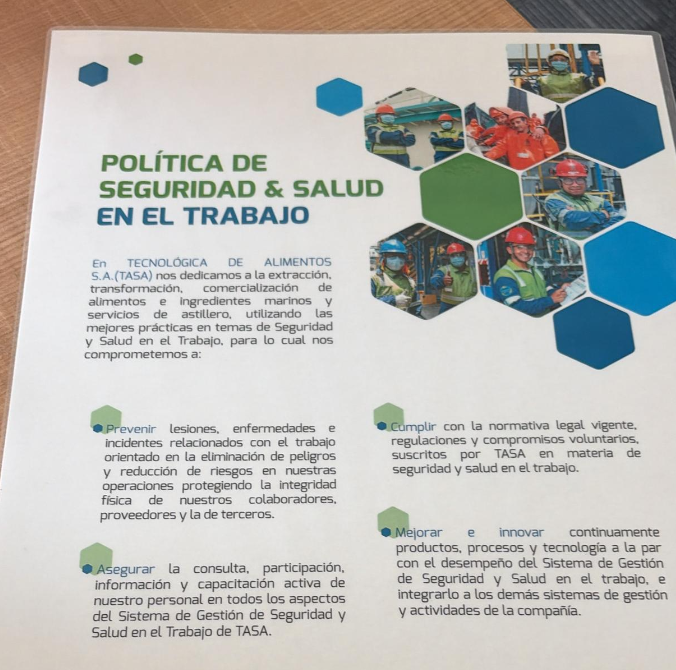 POLÍTICA DE
SEGURIDAD & SALUD
EN EL TRABAJO
En TECNOLÓGICA DE ALIMENTOS
S.A.(TASA) nos dedicamos a la extracción,
transformación, comercialización de
alimentos e ingredientes marinos y
servicios de astillero, utilizando las
mejores prácticas en temas de Seguridad
y Salud en el Trabajo, para lo cual nos
comprometemos a:
Prevenir lesiones, enfermedades e
incidentes relacionados con el trabajo
orientado en la eliminación de peligros
y reducción de riesgos en nuestras
operaciones protegiendo la integridad
física de nuestros colaboradores,
proveedores y la de terceros.
Asegurar la consulta, participación,
información y capacitación activa de
nuestro personal en todos los aspectos
del Sistema de Gestión de Seguridad y
Salud en el Trabajo de TASA.
Cumplir con la normativa legal vigente,
regulaciones y compromisos voluntarios,
suscritos por TASA en materia de
seguridad y salud en el trabajo.
Mejorar e innovar continuamente
productos, procesos y tecnología a la par
con el desempeño del Sistema de Gestión
de Seguridad y Salud en el trabajo, e
integrarlo a los demás sistemas de gestión
y actividades de la compañía.